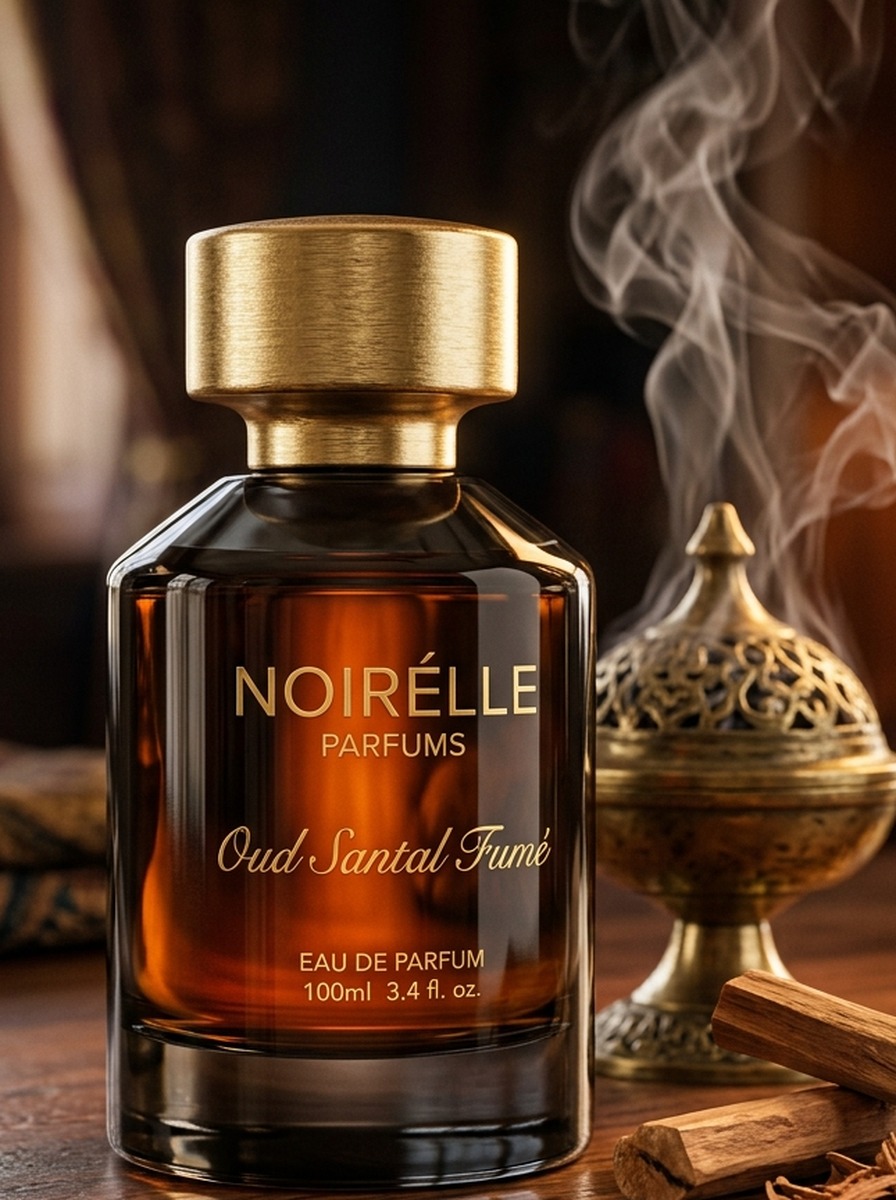 NOIRÉLLE
PARFUMS
Oud Santal Fumé
EAU DE PARFUM
100ml 3.4 fl. oz.